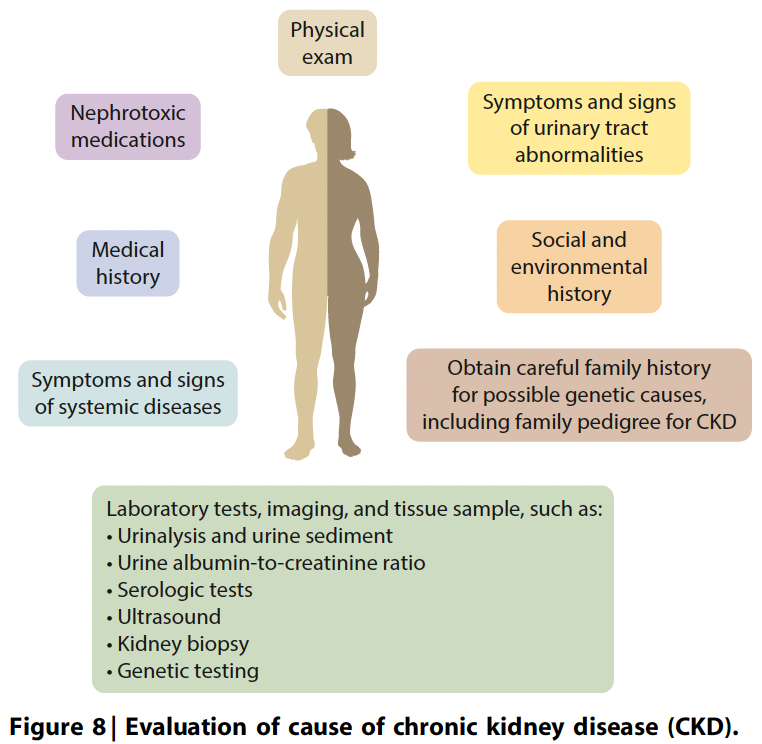 Physical
exam
Nephrotoxic
medications
Symptoms and signs
of urinary tract
abnormalities
Medical
history
Social and
environmental
history
Symptoms and signs
of systemic diseases
Obtain careful family history
for possible genetic causes,
including family pedigree for CKD
Laboratory tests, imaging, and tissue sample, such as:
• Urinalysis and urine sediment
• Urine albumin-to-creatinine ratio
• Serologic tests
• Ultrasound
• Kidney biopsy
• Genetic testing
Figure 8 | Evaluation of cause of chronic kidney disease (CKD).